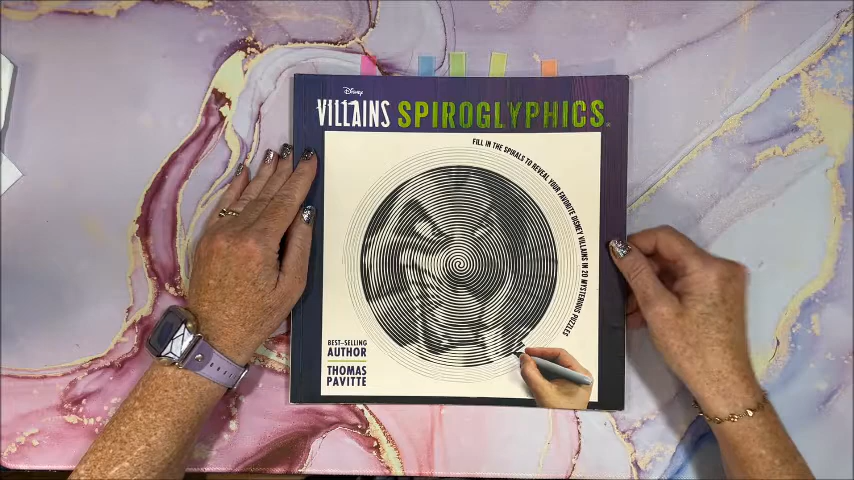 Disney
VILLAINS SPIROGLYPHICS
FILL IN THE SPIRALS TO REVEAL YOUR FAVORITE DISNEY VILLAINS IN 20 MYSTERIOUS PUZZLES
BEST-SELLING
AUTHOR
THOMAS
PAVITTE